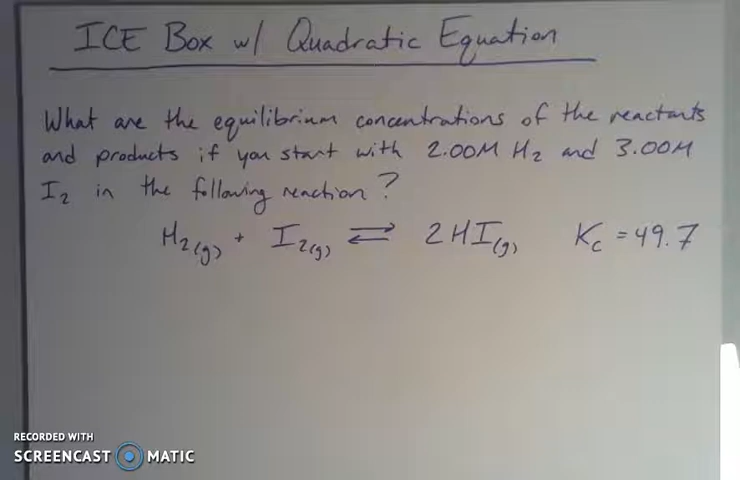 ICE Box w/ Quadratic Equation
What are the equilibrium concentrations of the reactants
and products if you start with 2.00M H₂ and 3.00M
I₂ in the following reaction?
H₂(g) + I₂(g) ⇌ 2HI(g) Kc = 49.7
RECORDED WITH
SCREENCAST MATIC